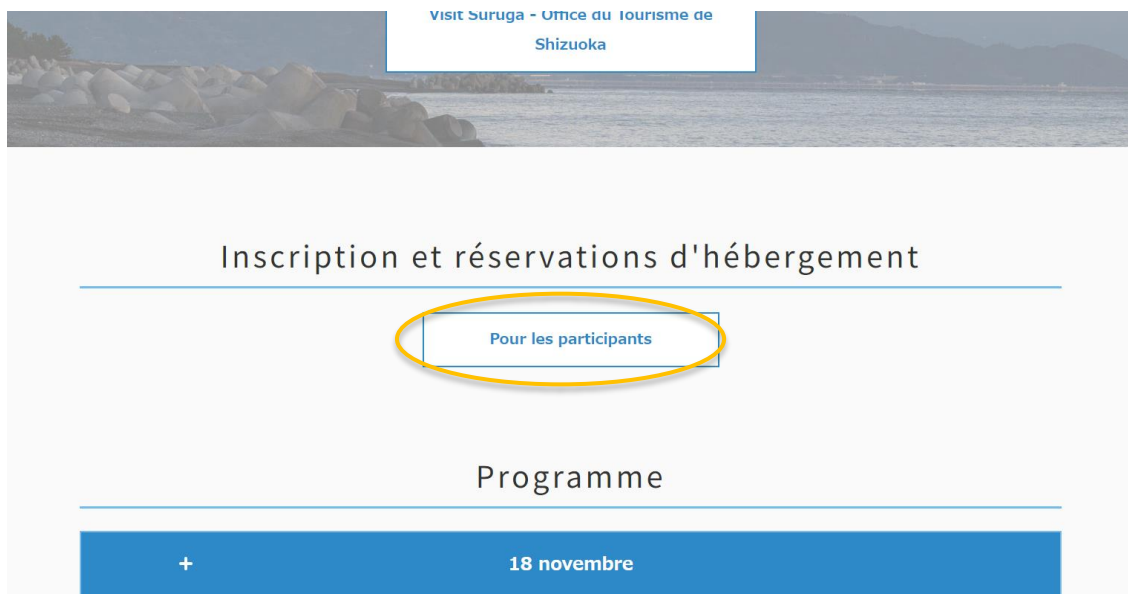 Visit Suruga - Office du Tourisme de
Shizuoka
Inscription et réservations d'hébergement
Pour les participants
Programme
+ 18 novembre